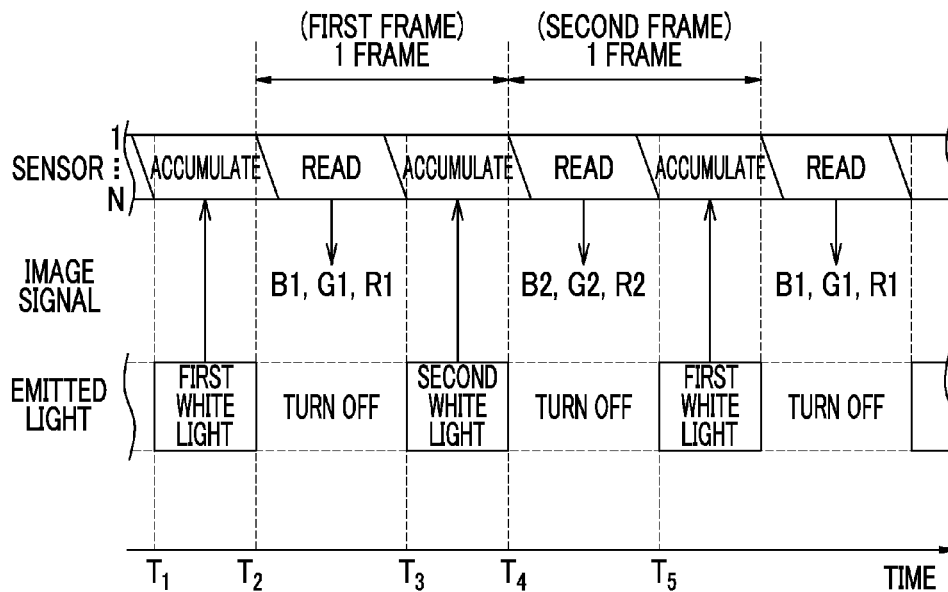 (FIRST FRAME) (SECOND FRAME)
1 FRAME 1 FRAME
1
SENSOR ⋮ ACCUMULATE READ ACCUMULATE READ ACCUMULATE READ
N
IMAGE
SIGNAL
B1, G1, R1 B2, G2, R2 B1, G1, R1
EMITTED
LIGHT
FIRST
WHITE
LIGHT
TURN OFF
SECOND
WHITE
LIGHT
TURN OFF
FIRST
WHITE
LIGHT
TURN OFF
T1 T2 T3 T4 T5 TIME